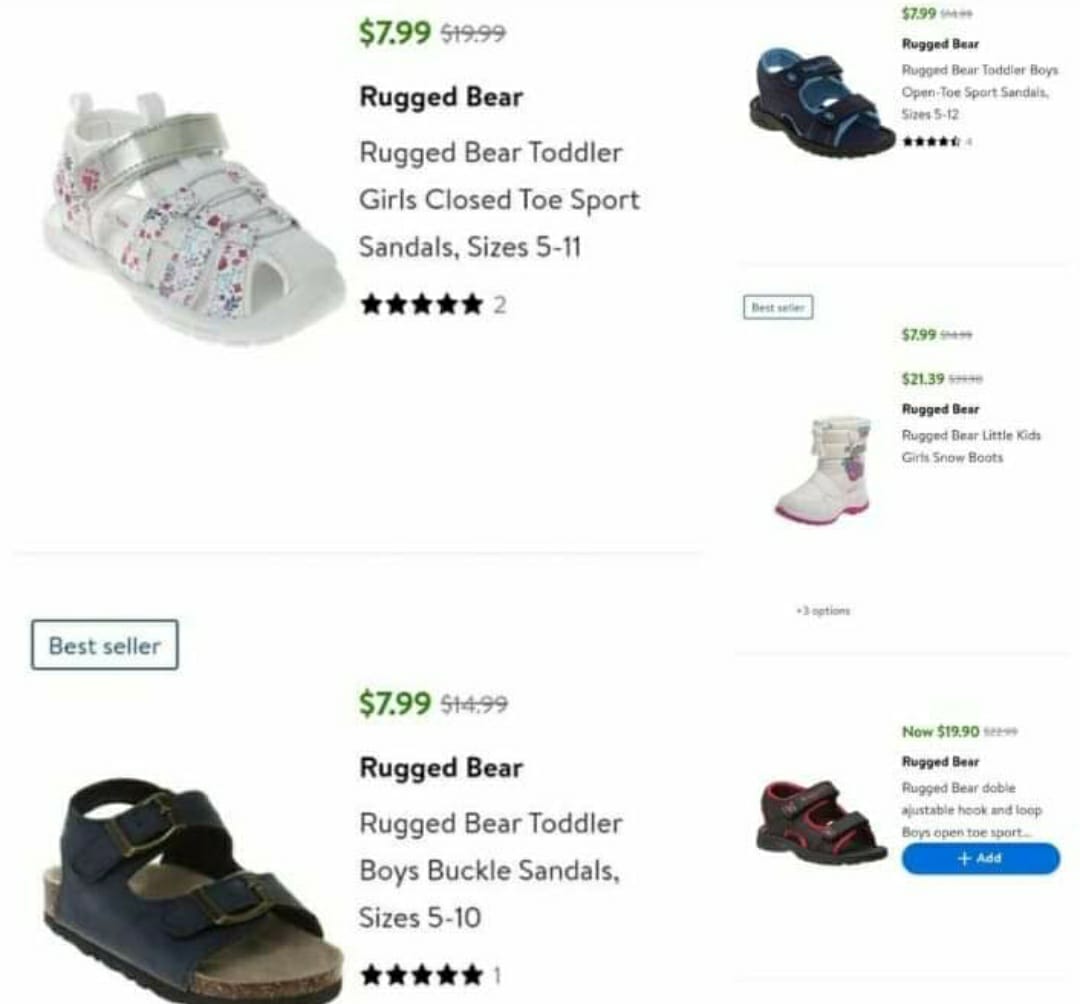 $7.99 $19.99
Rugged Bear
Rugged Bear Toddler
Girls Closed Toe Sport
Sandals, Sizes 5-11
2
Best seller
$7.99 $14.99
Rugged Bear
Rugged Bear Toddler
Boys Buckle Sandals,
Sizes 5-10
1
$7.99 $14.99
Rugged Bear
Rugged Bear Toddler Boys
Open-Toe Sport Sandals,
Sizes 5-12
4
Best seller
$7.99 $14.99
$21.39
Rugged Bear
Rugged Bear Little Kids
Girls Snow Boots
+3 options
Now $19.90 $22.99
Rugged Bear
Rugged Bear doble
ajustable hook and loop
Boys open toe sport...
+ Add